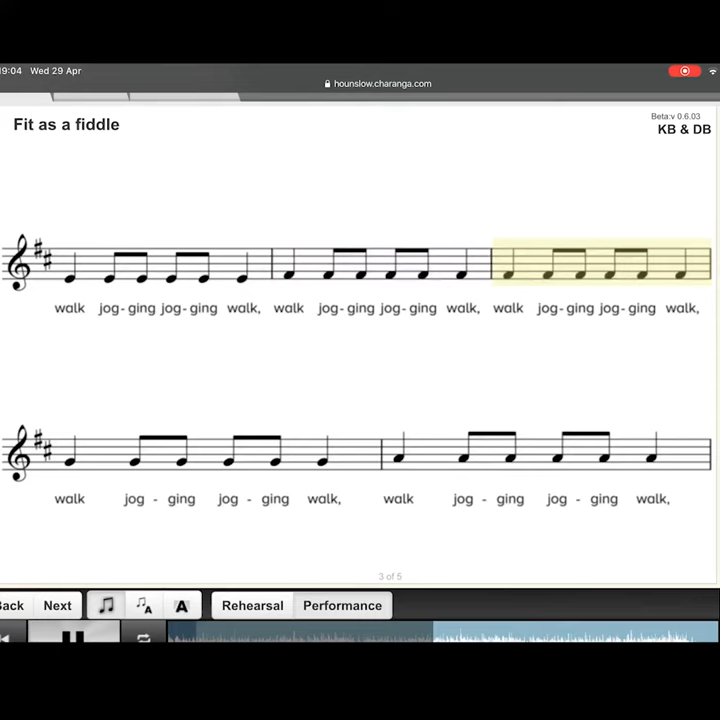 19:04 Wed 29 Apr
hounslow.charanga.com
Beta:v 0.6.03
Fit as a fiddle
KB & DB
walk jog- ging jog- ging walk, walk jog- ging jog- ging walk, walk jog- ging jog- ging walk,
walk jog - ging jog - ging walk, walk jog - ging jog - ging walk,
3 of 5
Back Next A A Rehearsal Performance